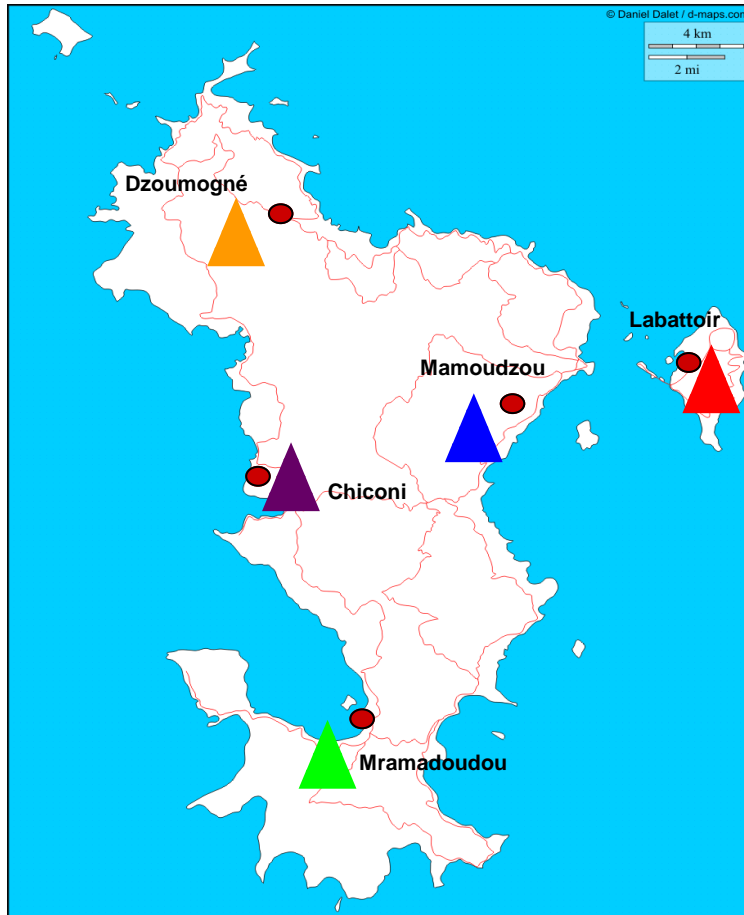 © Daniel Dalet / d-maps.com
4 km
2 mi
Dzoumogné
Labattoir
Mamoudzou
Chiconi
Mramadoudou